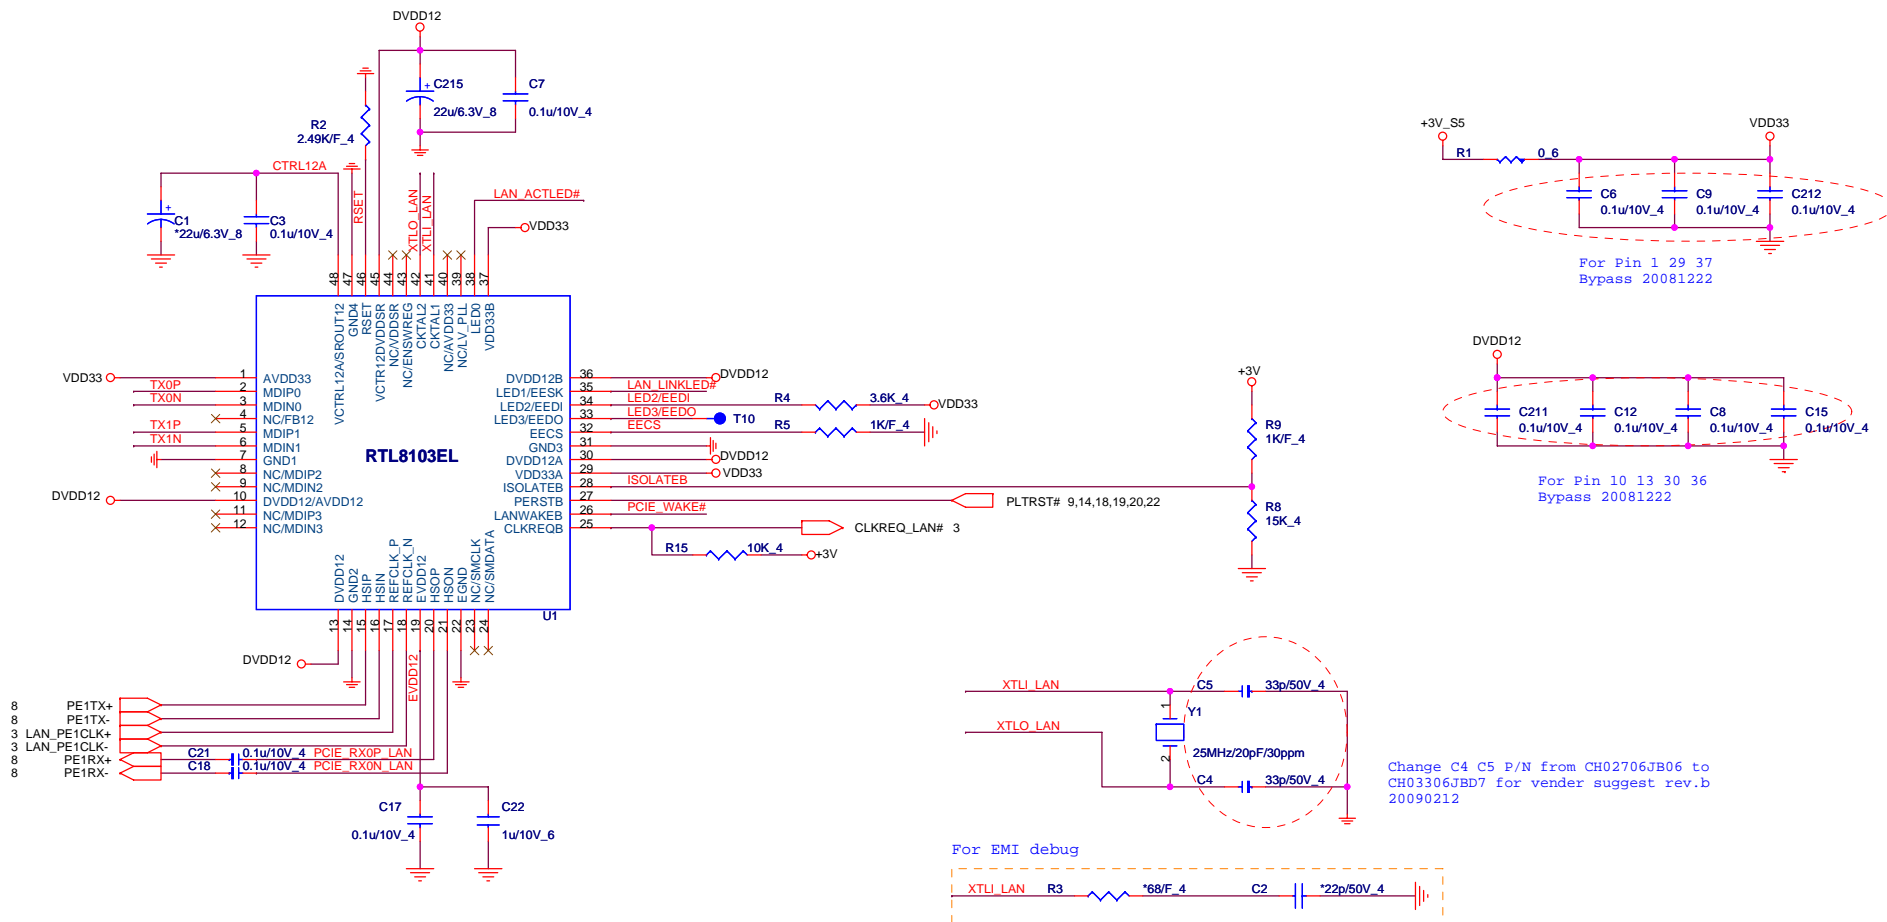 DVDD12
C215
22u/6.3V_8
C7
0.1u/10V_4
R2
2.49K/F_4
CTRL12A
C1
*22u/6.3V_8
C3
0.1u/10V_4
RSET
XTLO_LAN
XTLI_LAN
LAN_ACTLED#
VDD33
48 47 46 45 44 43 42 41 40 39 38 37
VCTRL12A/SROUT12
GND4
RSET
VCTR12DVDDSR
NC/VDDSR
NC/ENSWREG
CKTAL2
CKTAL1
NC/AVDD33
NC/LV_PLL
LED0
VDD33B
VDD33 1 AVDD33
TX0P 2 MDIP0
TX0N 3 MDIN0
4 NC/FB12
TX1P 5 MDIP1
TX1N 6 MDIN1
7 GND1
8 NC/MDIP2
9 NC/MDIN2
DVDD12 10 DVDD12/AVDD12
11 NC/MDIP3
12 NC/MDIN3
RTL8103EL
U1
DVDD12B 36 DVDD12
LED1/EESK 35 LAN_LINKLED#
LED2/EEDI 34 LED2/EEDI R4 3.6K_4 VDD33
LED3/EEDO 33 LED3/EEDO T10
EECS 32 EECS R5 1K/F_4
GND3 31
DVDD12A 30 DVDD12
VDD33A 29 VDD33
ISOLATEB 28 ISOLATEB
PERSTB 27 PLTRST# 9,14,18,19,20,22
LANWAKEB 26 PCIE_WAKE#
CLKREQB 25 CLKREQ_LAN# 3
R15 10K_4 +3V
+3V
R9
1K/F_4
R8
15K_4
DVDD12
GND2
HSIP
HSIN
REFCLK_P
REFCLK_N
EVDD12
HSOP
HSON
EGND
NC/SMCLK
NC/SMDATA
13 14 15 16 17 18 19 20 21 22 23 24
DVDD12
EVDD12
8 PE1TX+
8 PE1TX-
3 LAN_PE1CLK+
3 LAN_PE1CLK-
8 PE1RX+ C21 0.1u/10V_4 PCIE_RX0P_LAN
8 PE1RX- C18 0.1u/10V_4 PCIE_RX0N_LAN
C17
0.1u/10V_4
C22
1u/10V_6
+3V_S5
R1 0_6
VDD33
C6
0.1u/10V_4
C9
0.1u/10V_4
C212
0.1u/10V_4
For Pin 1 29 37
Bypass 20081222
DVDD12
C211
0.1u/10V_4
C12
0.1u/10V_4
C8
0.1u/10V_4
C15
0.1u/10V_4
For Pin 10 13 30 36
Bypass 20081222
XTLI_LAN C5 33p/50V_4
1
Y1
XTLO_LAN
25MHz/20pF/30ppm
2
C4 33p/50V_4
Change C4 C5 P/N from CH02706JB06 to
CH03306JBD7 for vender suggest rev.b
20090212
For EMI debug
XTLI_LAN R3 *68/F_4 C2 *22p/50V_4